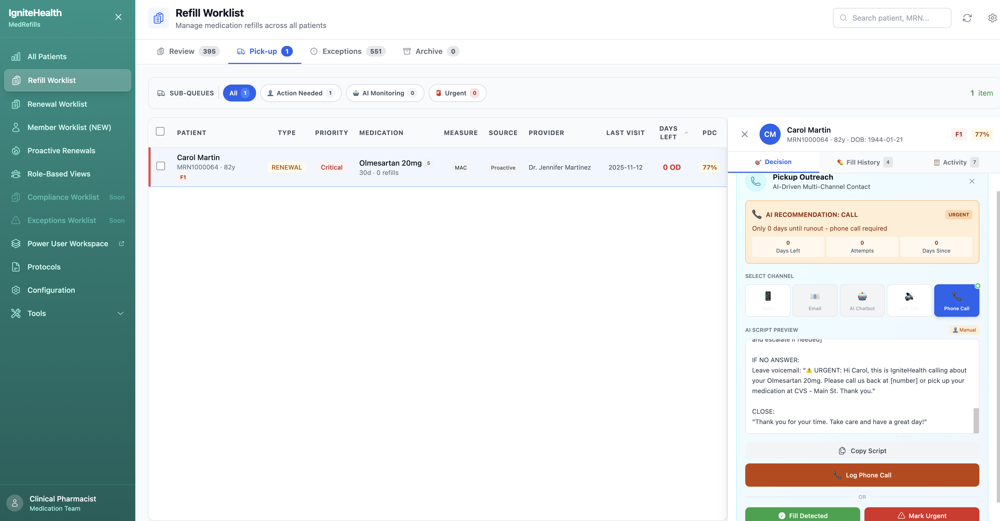 IgniteHealth
MedRefills
All Patients
Refill Worklist
Renewal Worklist
Member Worklist (NEW)
Proactive Renewals
Role-Based Views
Compliance Worklist Soon
Exceptions Worklist Soon
Power User Workspace
Protocols
Configuration
Tools
Clinical Pharmacist
Medication Team
Refill Worklist
Manage medication refills across all patients
Search patient, MRN...
Review 395 Pick-up 1 Exceptions 551 Archive 0
SUB-QUEUES All 1 Action Needed 1 AI Monitoring 0 Urgent 0 1 item
PATIENT TYPE PRIORITY MEDICATION MEASURE SOURCE PROVIDER LAST VISIT DAYS LEFT PDC
Carol Martin
MRN1000064 · 82y
F1
RENEWAL
Critical
Olmesartan 20mg 5
30d · 0 refills
MAC
Proactive
Dr. Jennifer Martinez
2025-11-12
0 OD
77%
CM
Carol Martin
MRN1000064 · 82y · DOB: 1944-01-21
F1 77%
Decision Fill History 4 Activity 7
Pickup Outreach
AI-Driven Multi-Channel Contact
AI RECOMMENDATION: CALL URGENT
Only 0 days until runout - phone call required
0 0 0
Days Left Attempts Days Since
SELECT CHANNEL
SMS Email AI Chatbot IVR Call Phone Call
AI SCRIPT PREVIEW Manual
and escalate if needed]
IF NO ANSWER:
Leave voicemail: "⚠️ URGENT: Hi Carol, this is IgniteHealth calling about
your Olmesartan 20mg. Please call us back at [number] or pick up your
medication at CVS - Main St. Thank you."
CLOSE:
"Thank you for your time. Take care and have a great day!"
Copy Script
Log Phone Call
OR
Fill Detected Mark Urgent